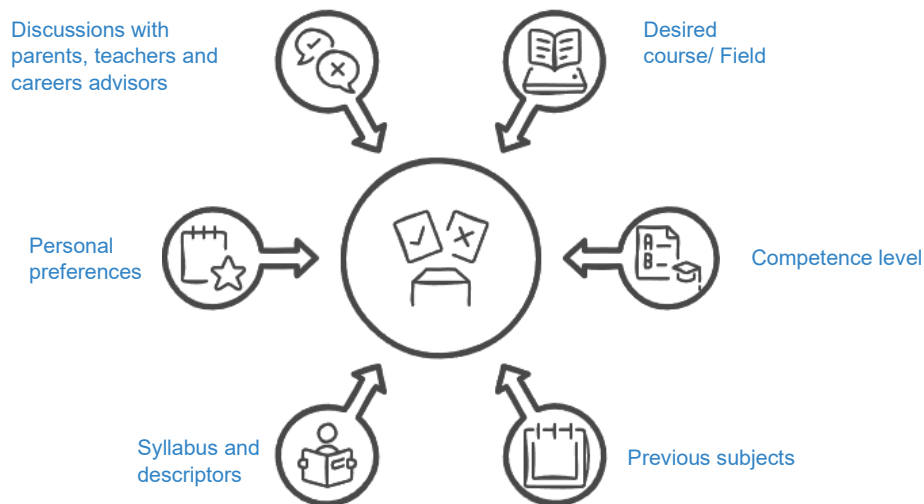 Discussions with
parents, teachers and
careers advisors
Desired
course/ Field
Personal
preferences
A
B
Competence level
Syllabus and
descriptors
Previous subjects